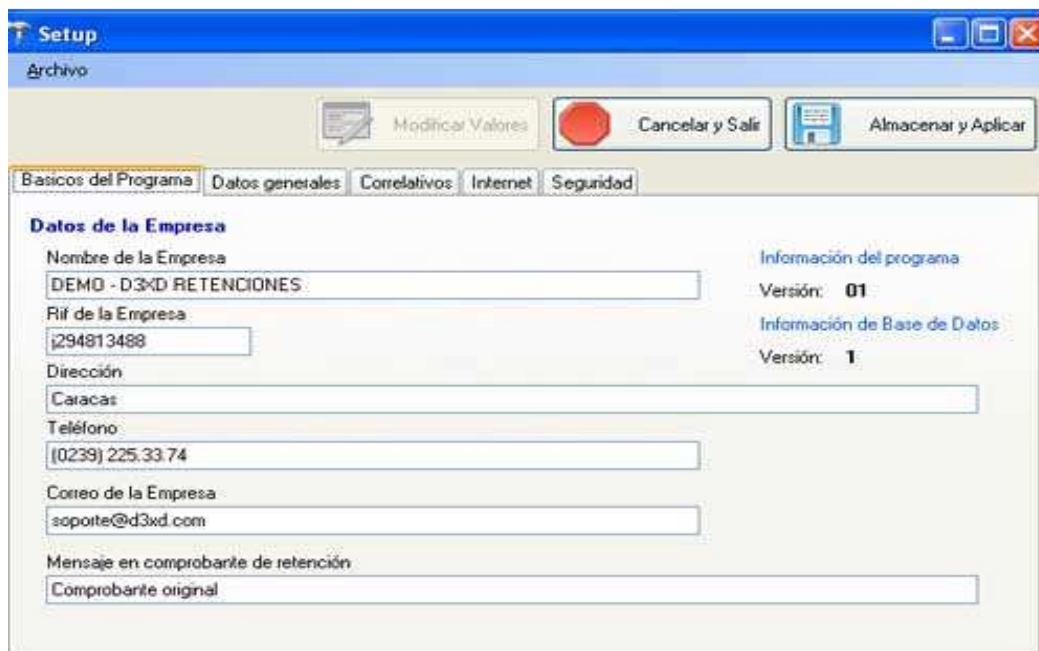 Setup
Archivo
Modificar Valores Cancelar y Salir Almacenar y Aplicar
Basicos del Programa Datos generales Correlativos Internet Seguridad
Datos de la Empresa
Nombre de la Empresa
DEMO - D3XD RETENCIONES
Rif de la Empresa
j294813488
Dirección
Caracas
Teléfono
(0239) 225.33.74
Correo de la Empresa
soporte@d3xd.com
Mensaje en comprobante de retención
Comprobante original
Información del programa
Versión: 01
Información de Base de Datos
Versión: 1